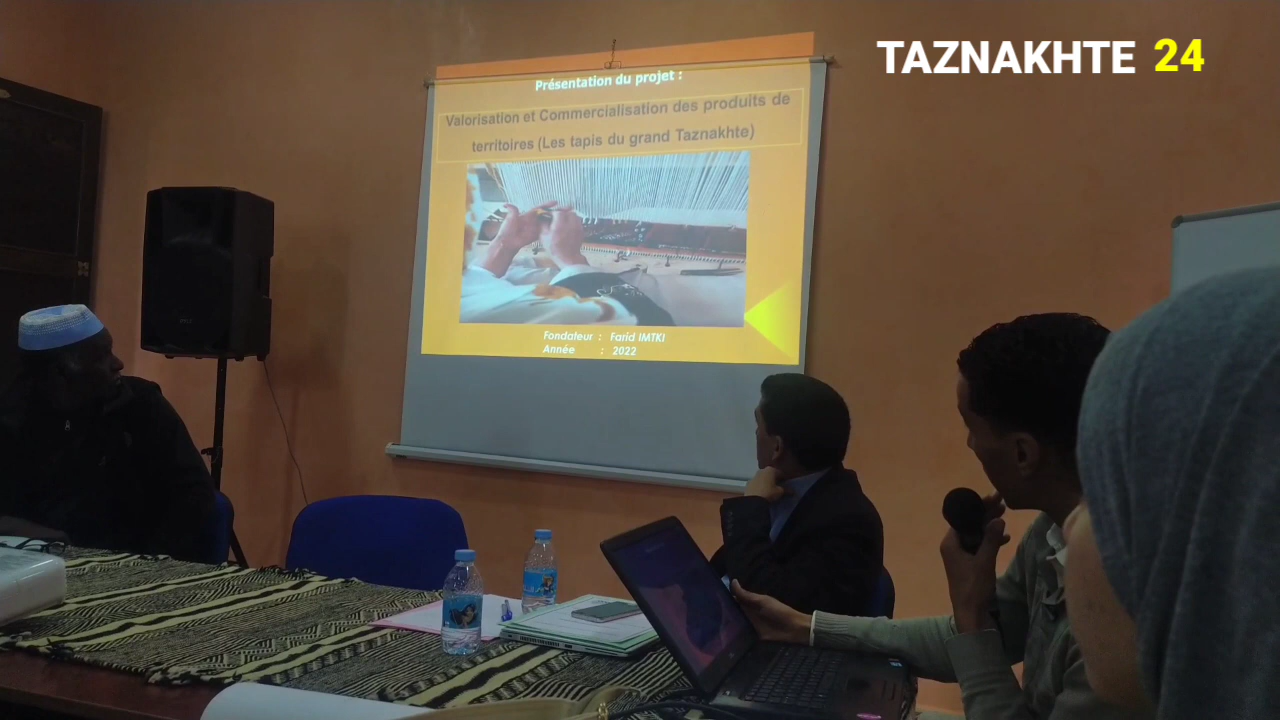 TAZNAKHTE 24
Présentation du projet :
Valorisation et Commercialisation des produits de
territoires (Les tapis du grand Taznakhte)
Fondateur : Farid IMTKI
Année : 2022